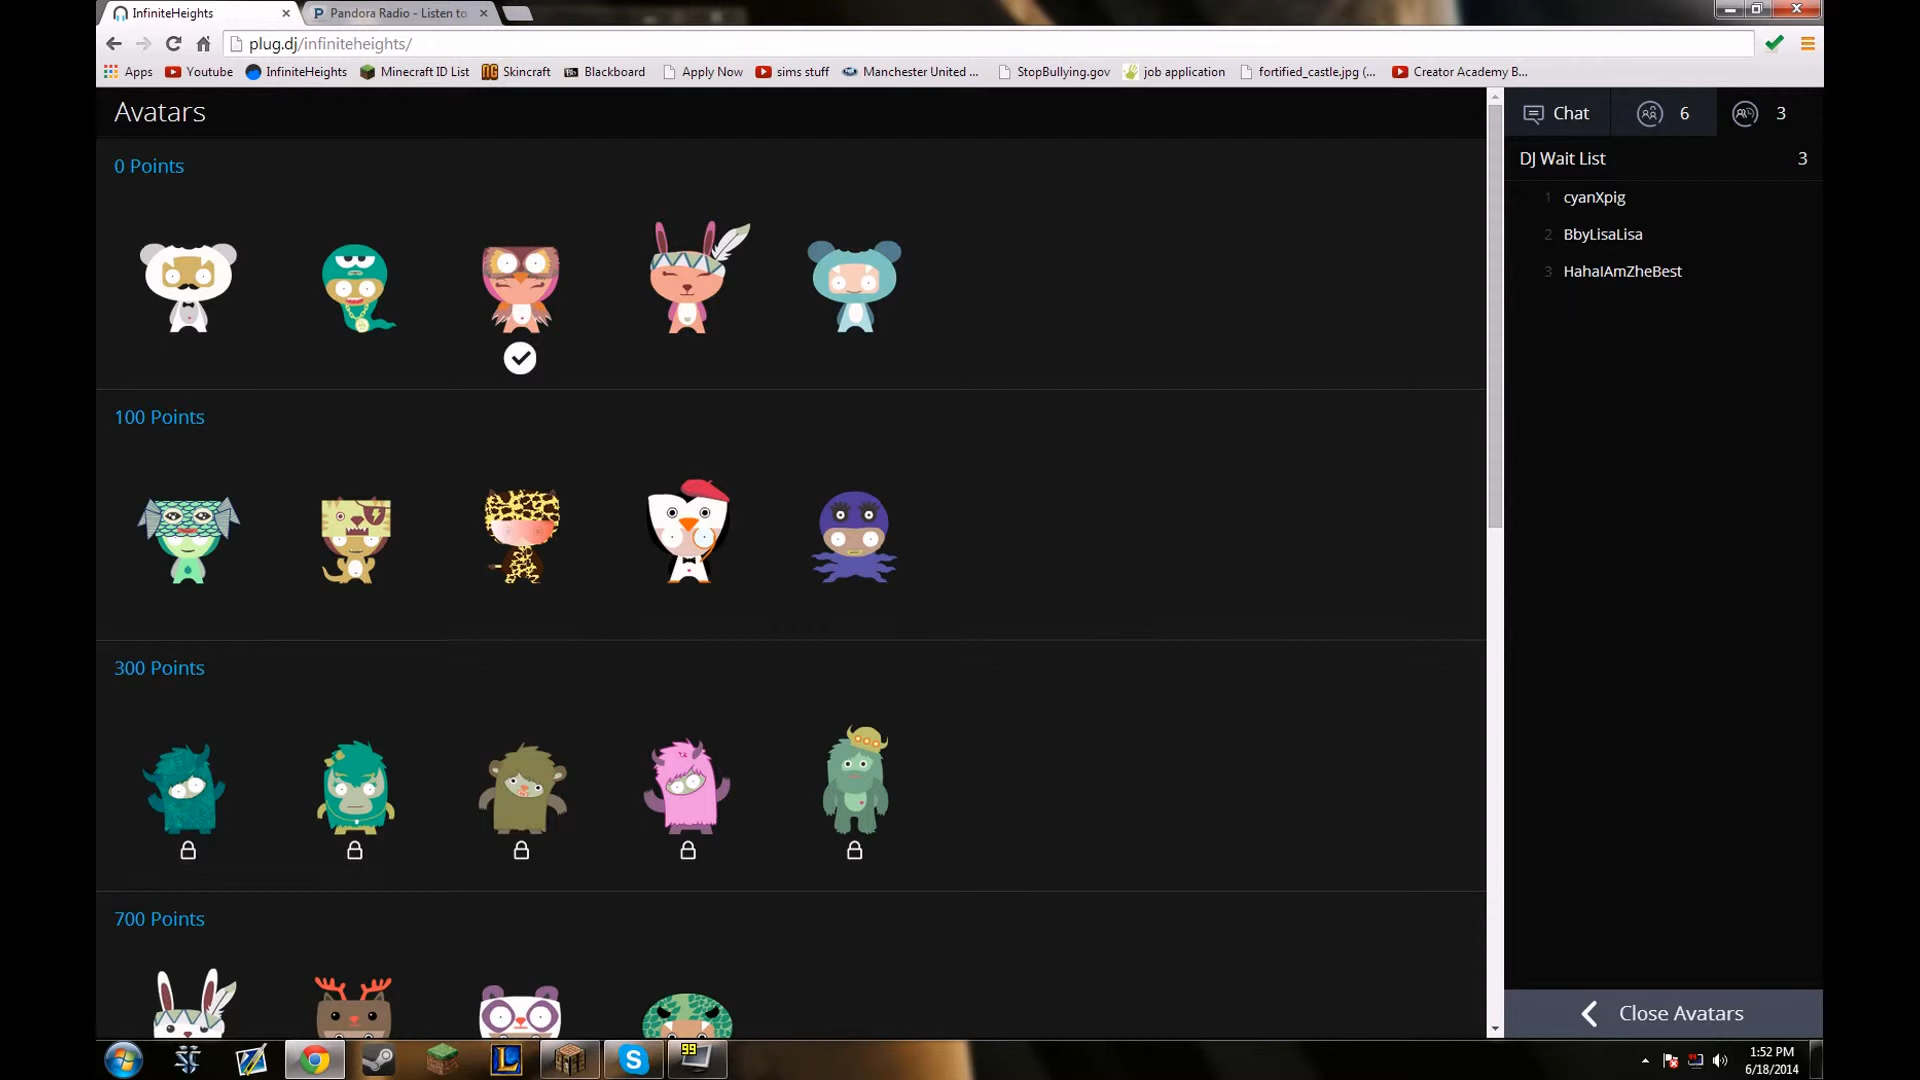 InfiniteHeights
Pandora Radio - Listen to
plug.dj/infiniteheights/
Apps Youtube InfiniteHeights Minecraft ID List Skincraft Blackboard Apply Now sims stuff Manchester United ... StopBullying.gov job application fortified_castle.jpg (... Creator Academy B...
Avatars
Chat 6 3
0 Points
DJ Wait List 3
1 cyanXpig
2 BbyLisaLisa
3 HahaIAmZheBest
100 Points
300 Points
700 Points
Close Avatars
99
1:52 PM
6/18/2014